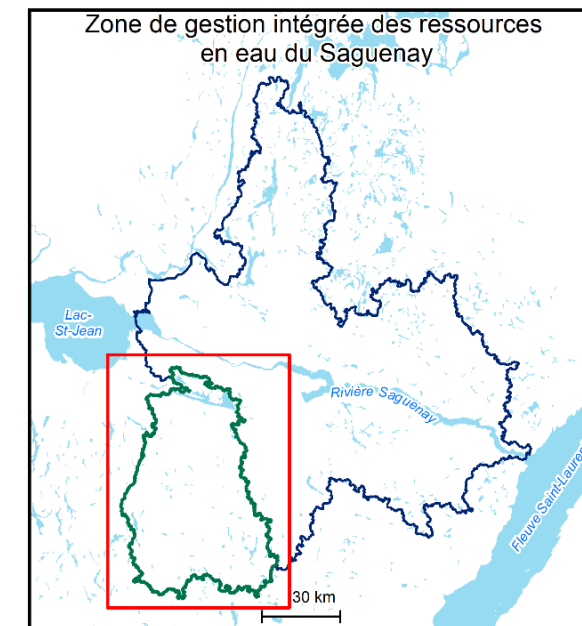 Zone de gestion intégrée des ressources
en eau du Saguenay
Lac-
St-Jean
Rivière Saguenay
Fleuve Saint-Laurent
30 km